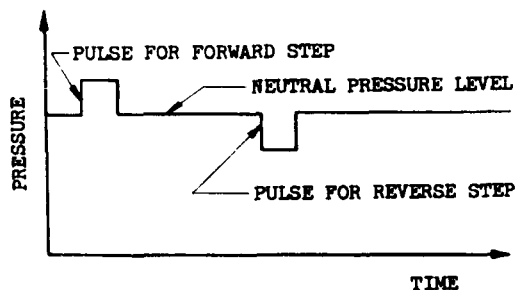 PULSE FOR FORWARD STEP
NEUTRAL PRESSURE LEVEL
PRESSURE
PULSE FOR REVERSE STEP
TIME